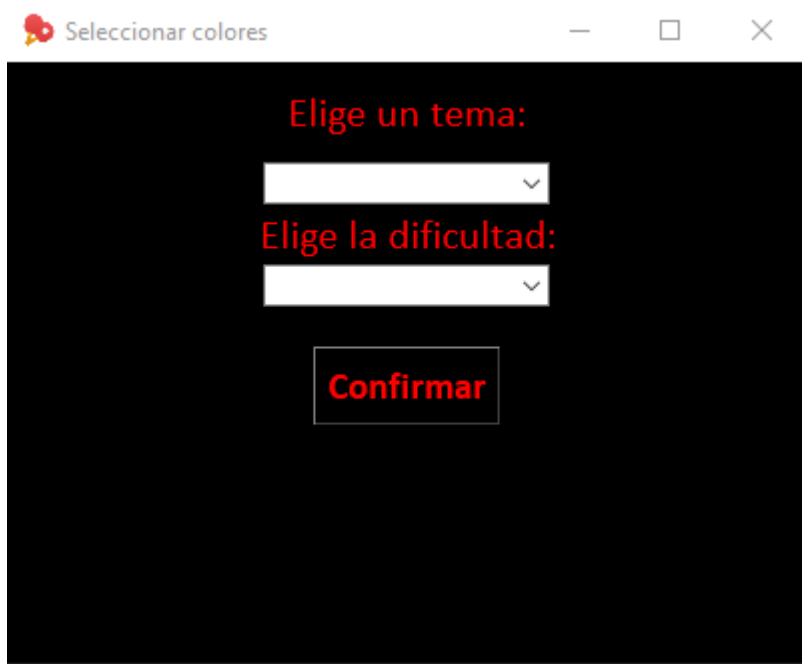 Seleccionar colores
Elige un tema:
Elige la dificultad:
Confirmar